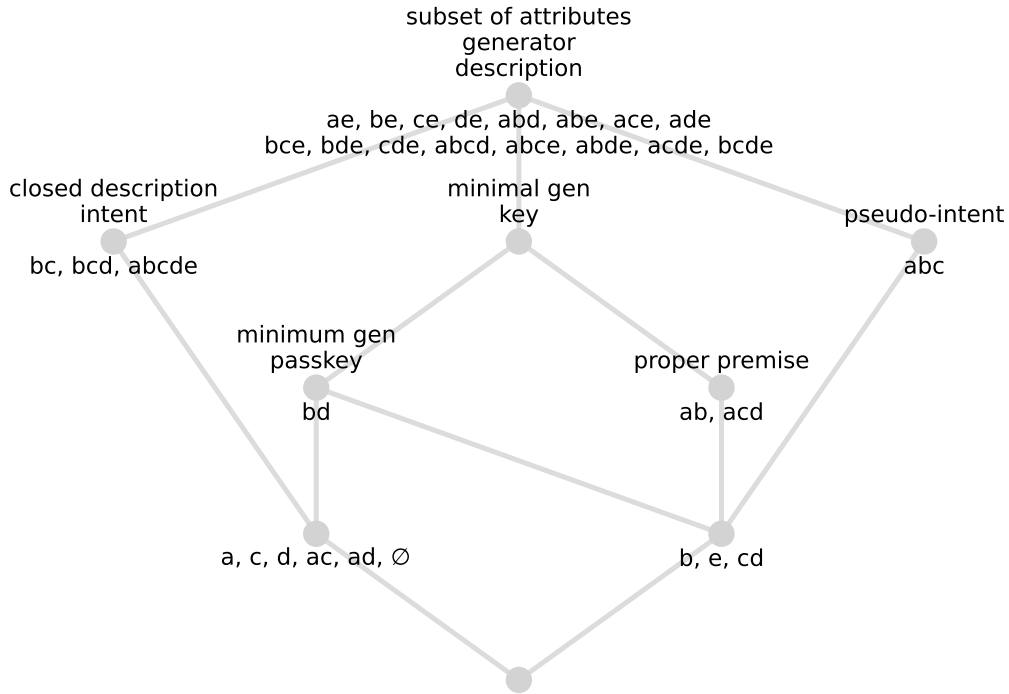 subset of attributes
generator
description
ae, be, ce, de, abd, abe, ace, ade
bce, bde, cde, abcd, abce, abde, acde, bcde
closed description
intent
bc, bcd, abcde
minimal gen
key
pseudo-intent
abc
minimum gen
passkey
bd
proper premise
ab, acd
a, c, d, ac, ad, ∅
b, e, cd